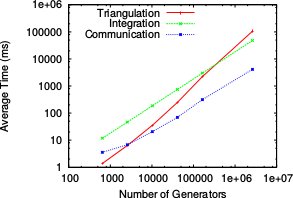 1e+06
100000
10000
1000
100
10
1
Average Time (ms)
Triangulation
Integration
Communication
100 1000 10000 100000 1e+06 1e+07
Number of Generators